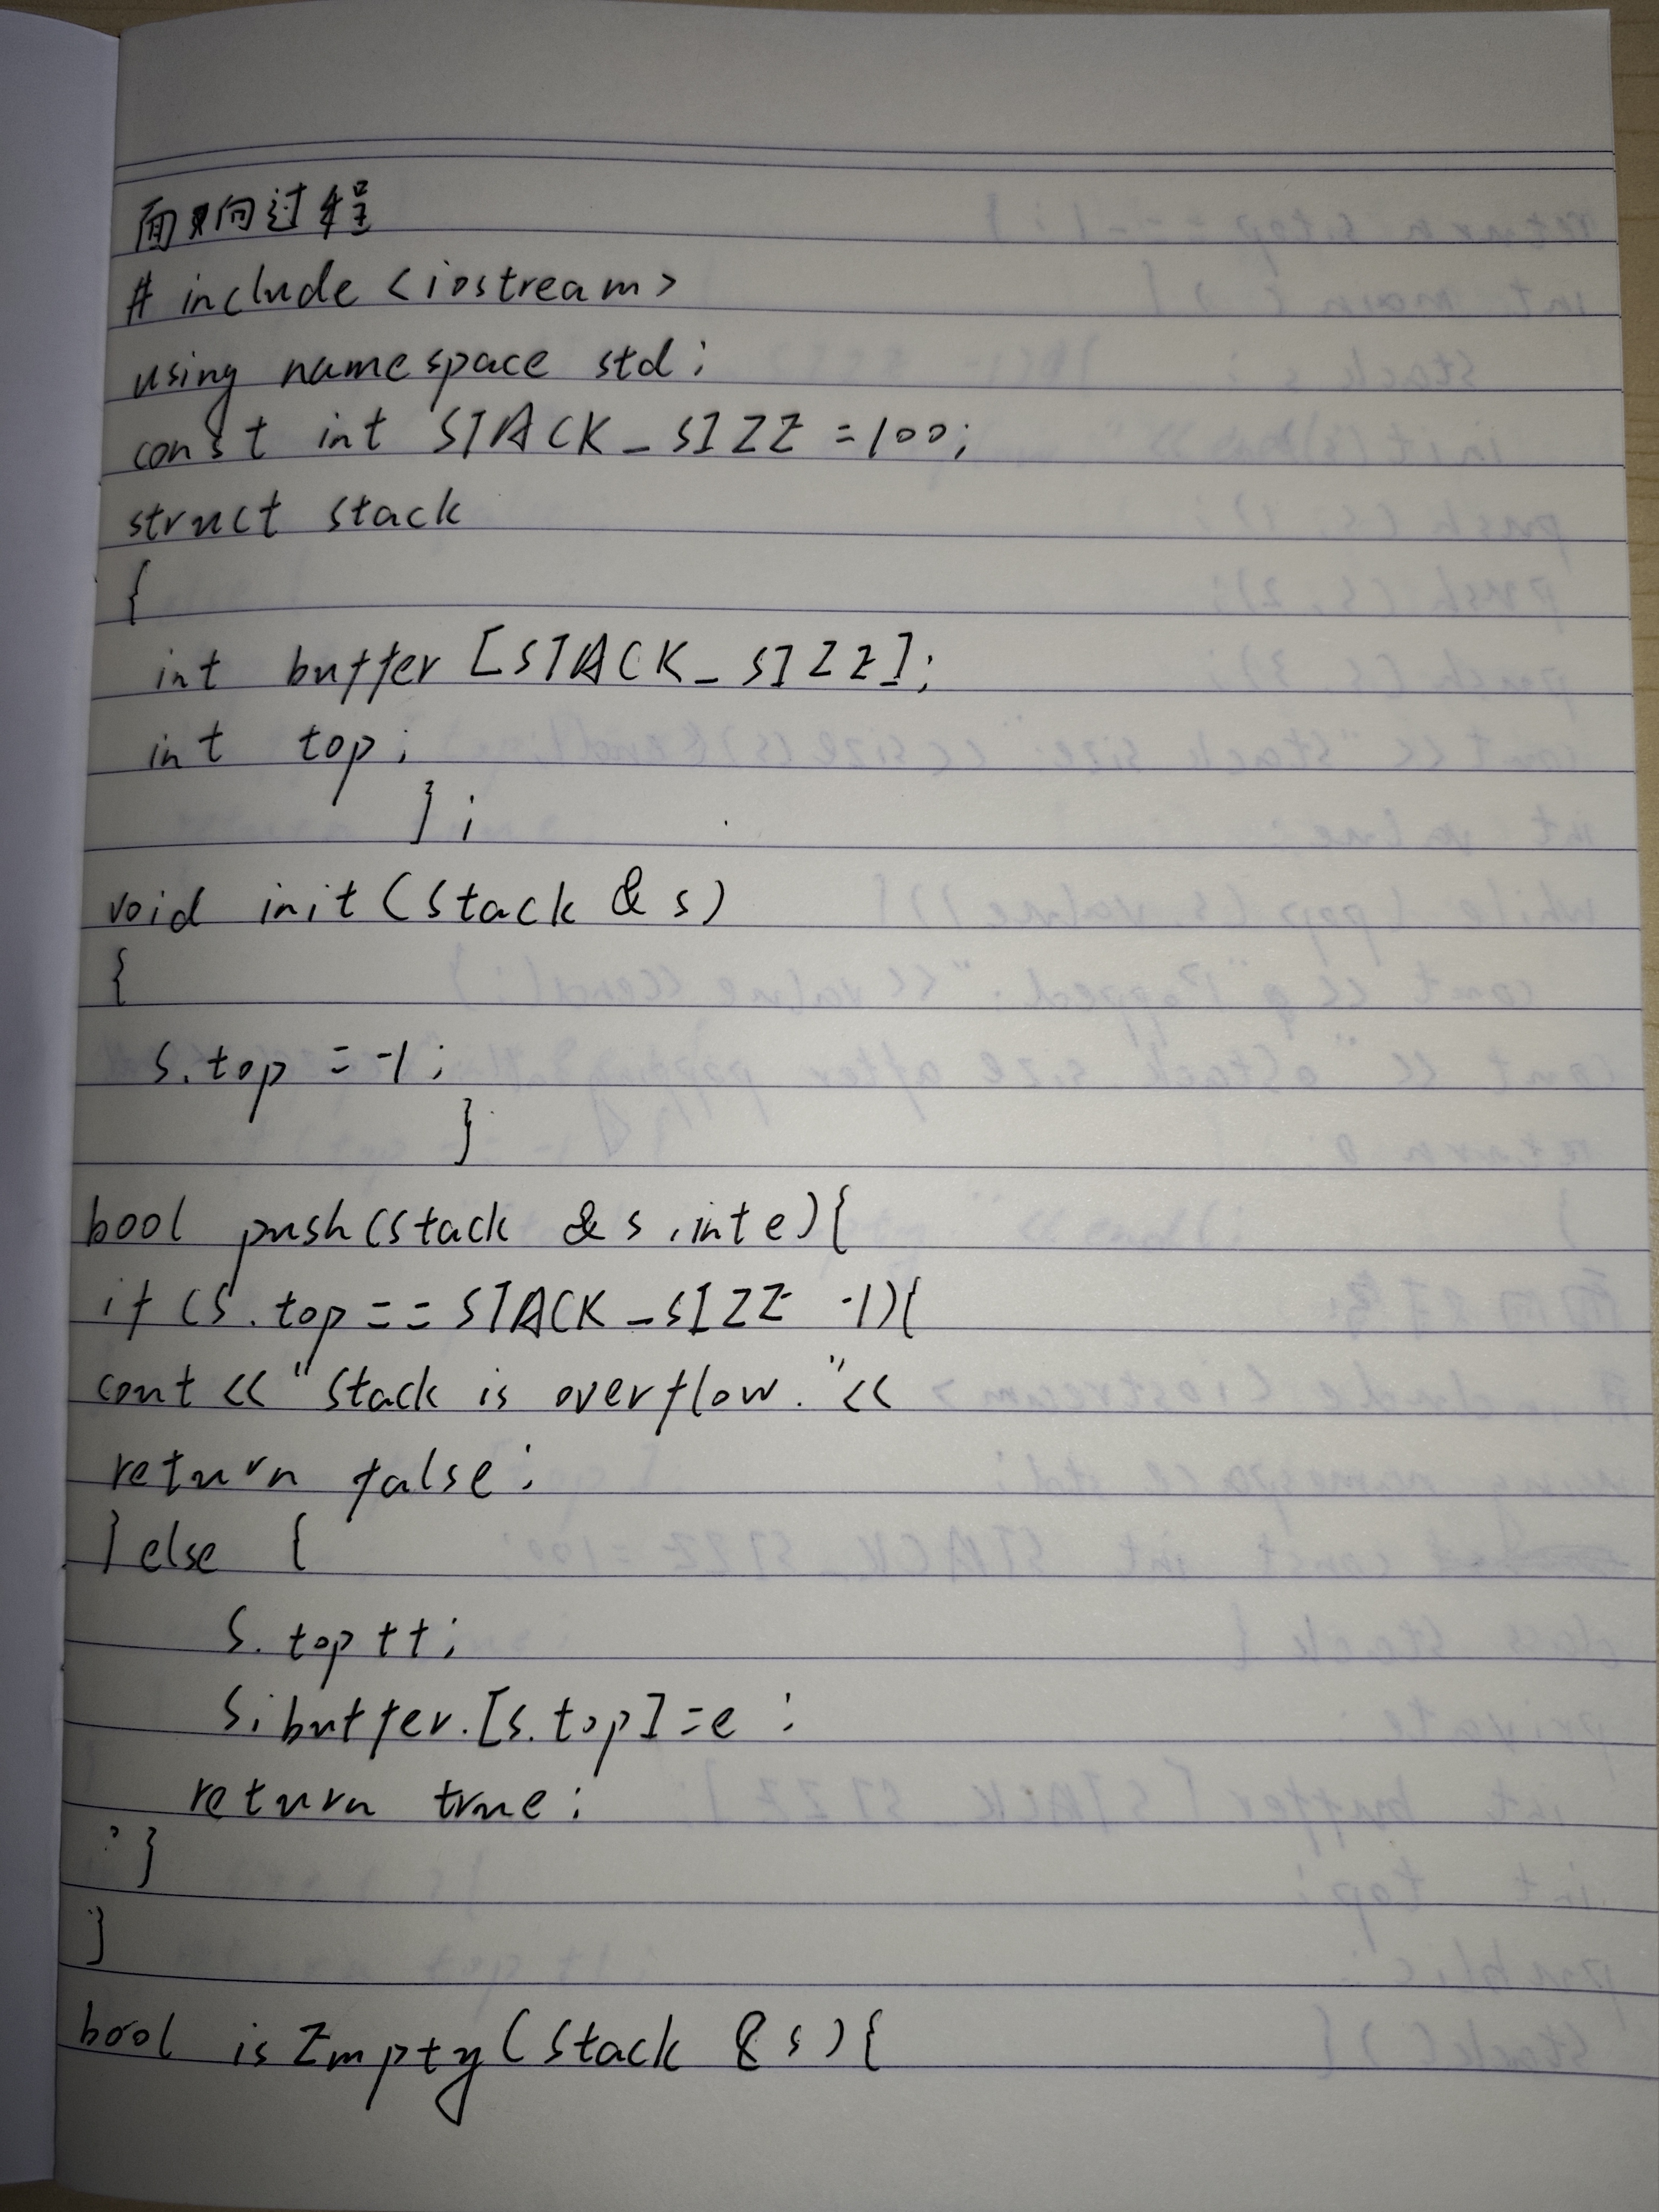 面向过程
# include <iostream>
using namespace std;
const int STACK_SIZE =100;
struct stack
{
int buffer [STACK_SIZE];
int top;
};
void init (stack & s)
{
s.top = -1;
}
bool push(stack & s, int e){
if (s.top == STACK_SIZE -1){
cout << "stack is overflow." <<
return false;
} else {
s.top++;
s.buffer.[s.top]=e;
return true;
}
}
bool isEmpty(stack &s){